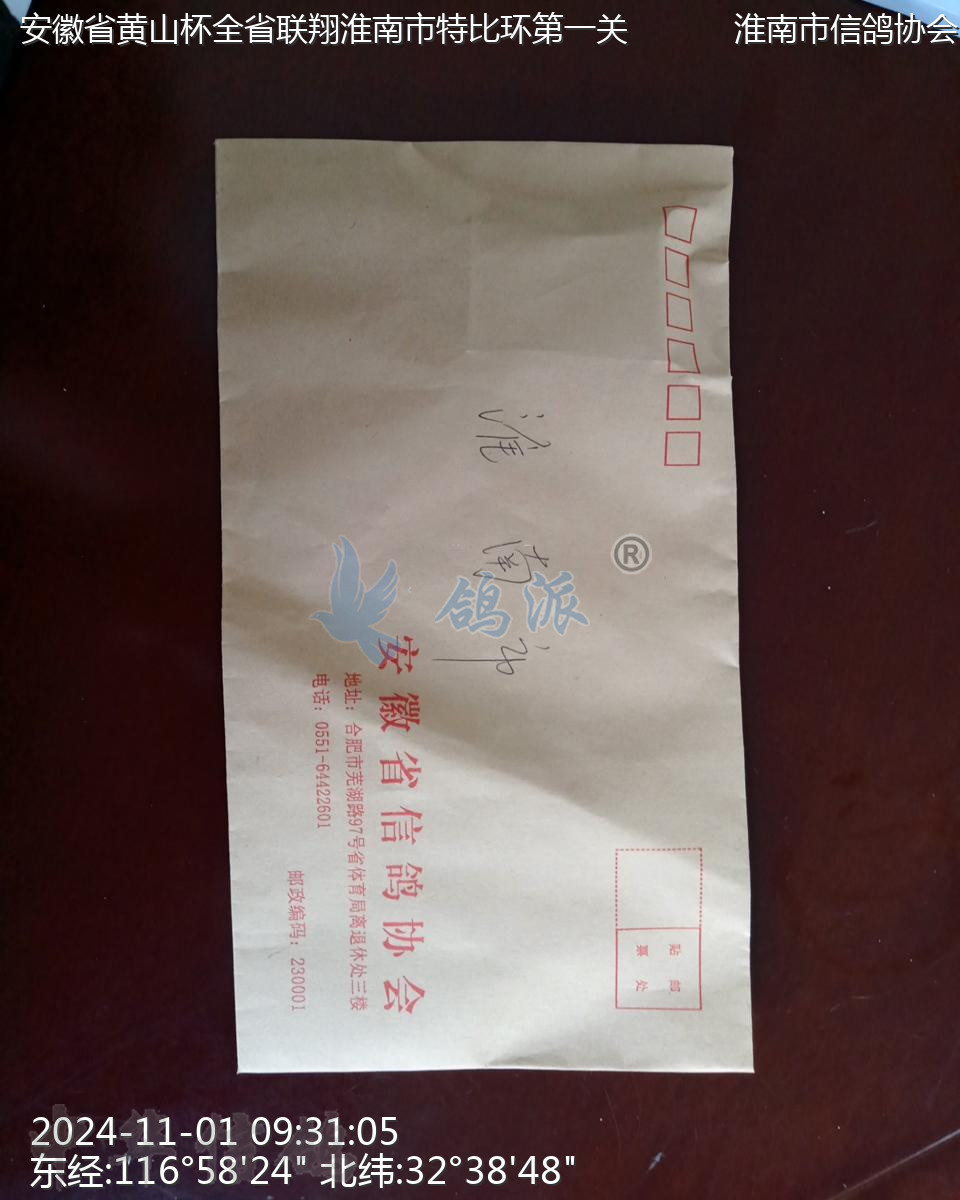 安徽省黄山杯全省联翔淮南市特比环第一关 淮南市信鸽协会
贴邮
票处
淮南市
鸽派®
安徽省信鸽协会
地址：合肥市芜湖路97号省体育局离退休处三楼
电话：0551-64422601
邮政编码：230001
2024-11-01 09:31:05
东经:116°58'24" 北纬:32°38'48"